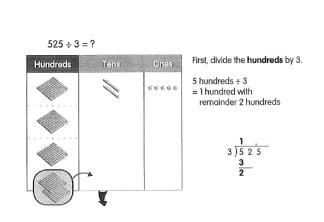 525 ÷ 3 = ?
Hundreds Tens Ones
First, divide the hundreds by 3.
5 hundreds ÷ 3
= 1 hundred with
remainder 2 hundreds
1
3 ) 5 2 5
3
2